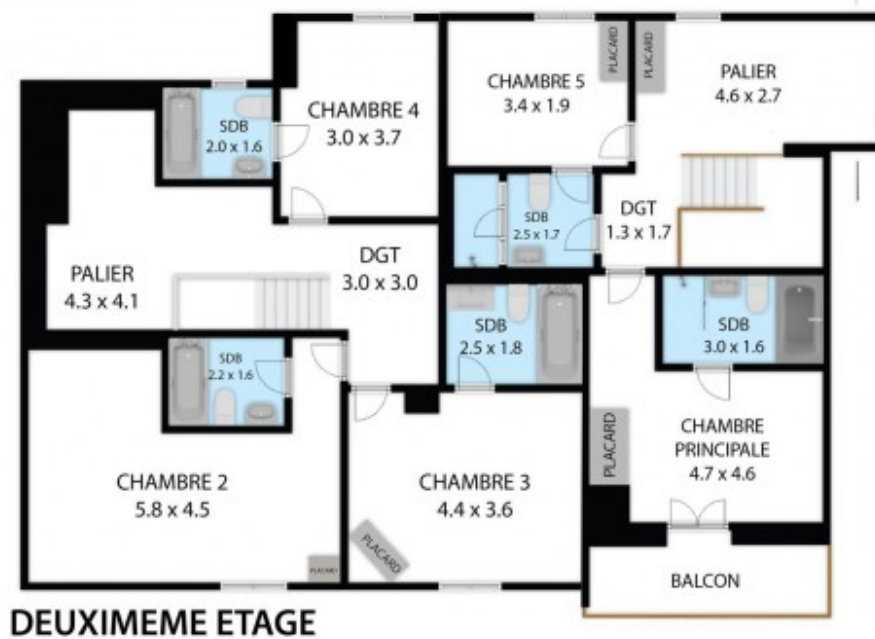 PLACARD
PLACARD
CHAMBRE 5
3.4 x 1.9
PALIER
4.6 x 2.7
CHAMBRE 4
3.0 x 3.7
SDB
2.0 x 1.6
SDB
2.5 x 1.7
DGT
1.3 x 1.7
PALIER
4.3 x 4.1
DGT
3.0 x 3.0
SDB
2.5 x 1.8
SDB
3.0 x 1.6
SDB
2.2 x 1.6
CHAMBRE 2
5.8 x 4.5
CHAMBRE 3
4.4 x 3.6
PLACARD
CHAMBRE
PRINCIPALE
4.7 x 4.6
PLACARD
PLACARD
BALCON
DEUXIMEME ETAGE